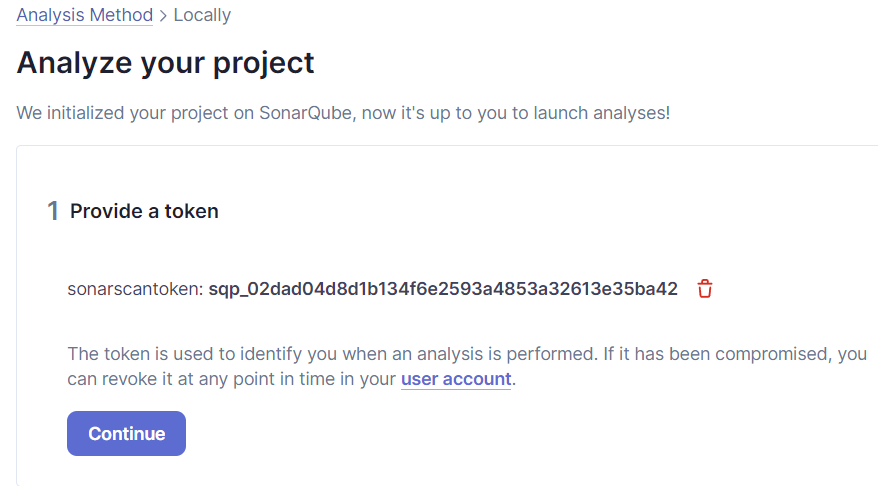 Analysis Method > Locally
Analyze your project
We initialized your project on SonarQube, now it's up to you to launch analyses!
1 Provide a token
sonarscantoken: sqp_02dad04d8d1b134f6e2593a4853a32613e35ba42
The token is used to identify you when an analysis is performed. If it has been compromised, you
can revoke it at any point in time in your user account.
Continue